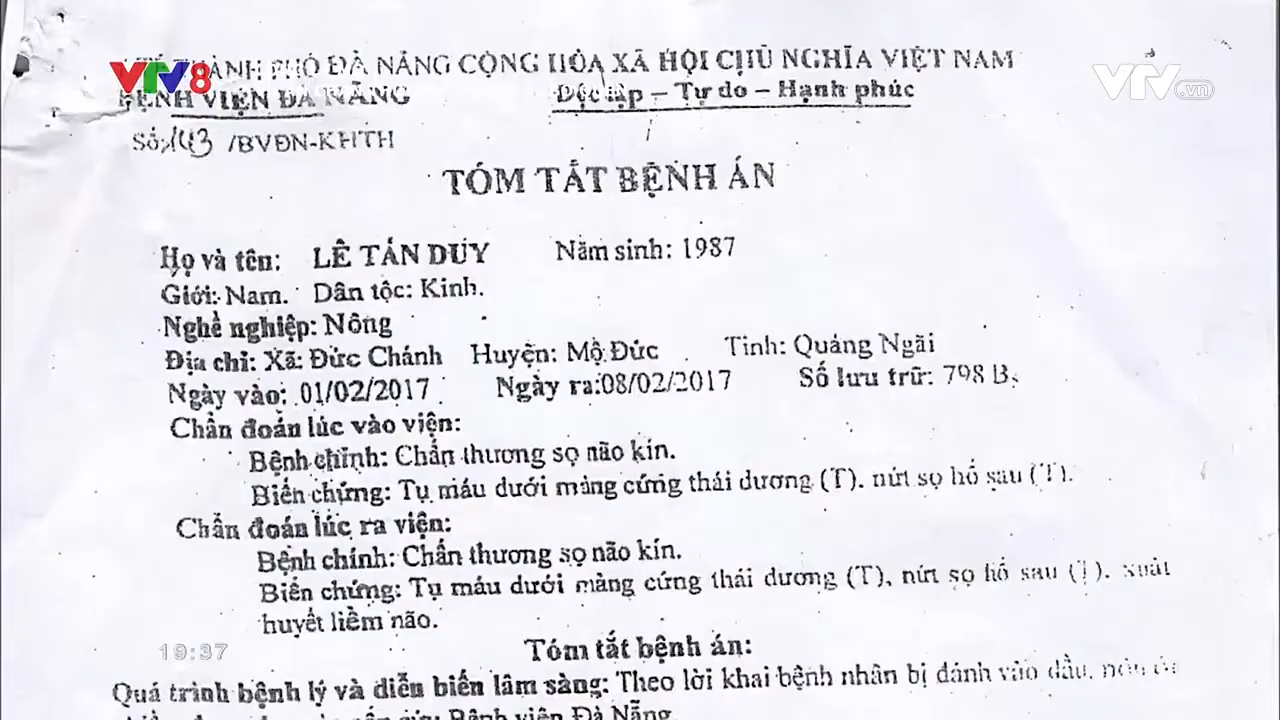 VTV8 THÀNH PHỐ ĐÀ NẴNG CỘNG HÒA XÃ HỘI CHỦ NGHĨA VIỆT NAM
VTV.vn
BỆNH VIỆN ĐÀ NẴNG Độc lập – Tự do – Hạnh phúc
Số: 143 /BVĐN-KHTH
TÓM TẮT BỆNH ÁN
Họ và tên: LÊ TẤN DUY Năm sinh: 1987
Giới: Nam. Dân tộc: Kinh.
Nghề nghiệp: Nông
Địa chỉ: Xã: Đức Chánh Huyện: Mộ Đức Tỉnh: Quảng Ngãi
Ngày vào: 01/02/2017 Ngày ra:08/02/2017 Số lưu trữ: 798 B.
Chẩn đoán lúc vào viện:
Bệnh chính: Chấn thương sọ não kín.
Biến chứng: Tụ máu dưới màng cứng thái dương (T). nứt sọ hố sau (T).
Chẩn đoán lúc ra viện:
Bệnh chính: Chấn thương sọ não kín.
Biến chứng: Tụ máu dưới màng cứng thái dương (T), nứt sọ hố sau (T). xuất
huyết liềm não.
19:37
Tóm tắt bệnh án:
Quá trình bệnh lý và diễn biến lâm sàng: Theo lời khai bệnh nhân bị đánh vào đầu,
Bệnh viện Đà Nẵng.